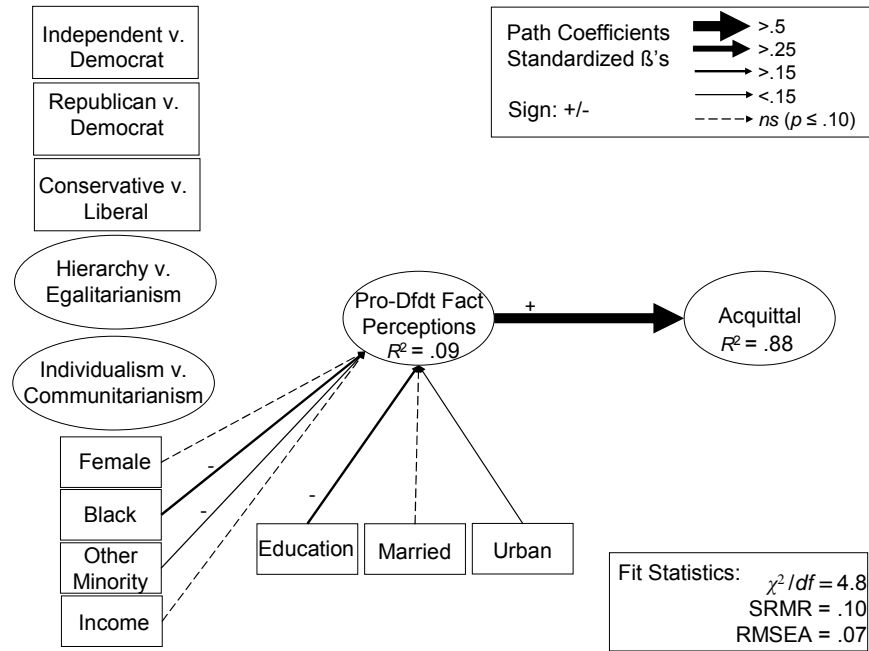 Independent v.
Democrat
Republican v.
Democrat
Conservative v.
Liberal
Hierarchy v.
Egalitarianism
Individualism v.
Communitarianism
Female
Black
Other
Minority
Income
Education
Married
Urban
Pro-Dfdt Fact
Perceptions
R² = .09
+
-
-
-
Acquittal
R² = .88
Path Coefficients
Standardized ß's
Sign: +/-
>.5
>.25
>.15
<.15
ns (p ≤ .10)
Fit Statistics:
χ²/df = 4.8
SRMR = .10
RMSEA = .07